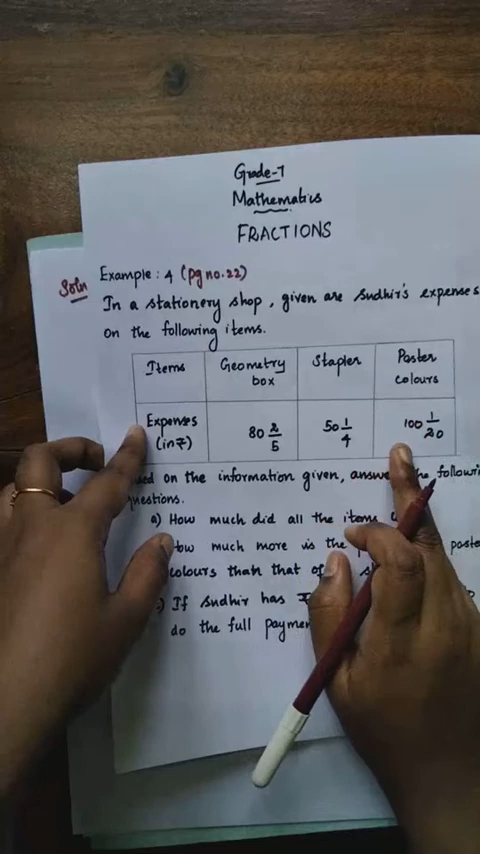 Grade-7
Mathematics
FRACTIONS
Example : 4 (Pg no. 22)
Soln
In a stationery shop, given are Sudhir's expenses
on the following items.
Items Geometry box Stapler Poster colours
Expenses (in ₹) 80 2/5 50 1/4 100 1/20
on the information given, answer the
questions.
a) How much did all the items
much more is the
colours than that of
If Sudhir has
do the full